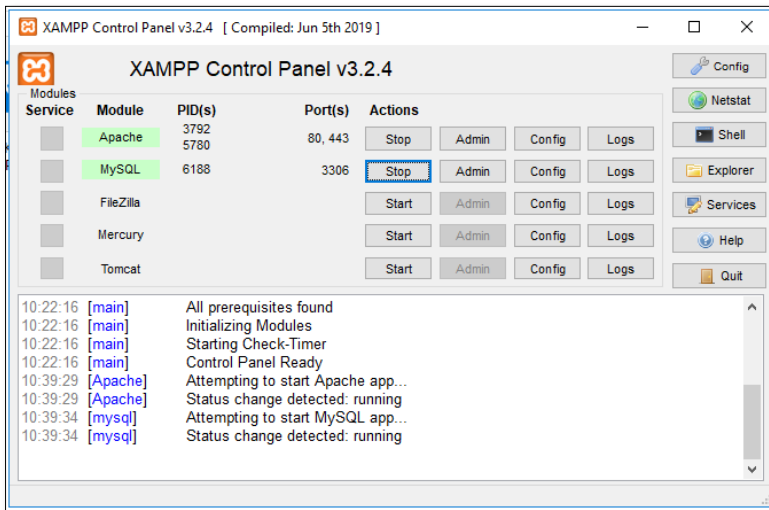 XAMPP Control Panel v3.2.4 [ Compiled: Jun 5th 2019 ]
XAMPP Control Panel v3.2.4
Config
Modules
Service Module PID(s) Port(s) Actions
Netstat
Apache 3792 5780 80, 443 Stop Admin Config Logs
Shell
MySQL 6188 3306 Stop Admin Config Logs
Explorer
FileZilla Start Admin Config Logs
Services
Mercury Start Admin Config Logs
Help
Tomcat Start Admin Config Logs
Quit
10:22:16 [main] All prerequisites found
10:22:16 [main] Initializing Modules
10:22:16 [main] Starting Check-Timer
10:22:16 [main] Control Panel Ready
10:39:29 [Apache] Attempting to start Apache app...
10:39:29 [Apache] Status change detected: running
10:39:34 [mysql] Attempting to start MySQL app...
10:39:34 [mysql] Status change detected: running